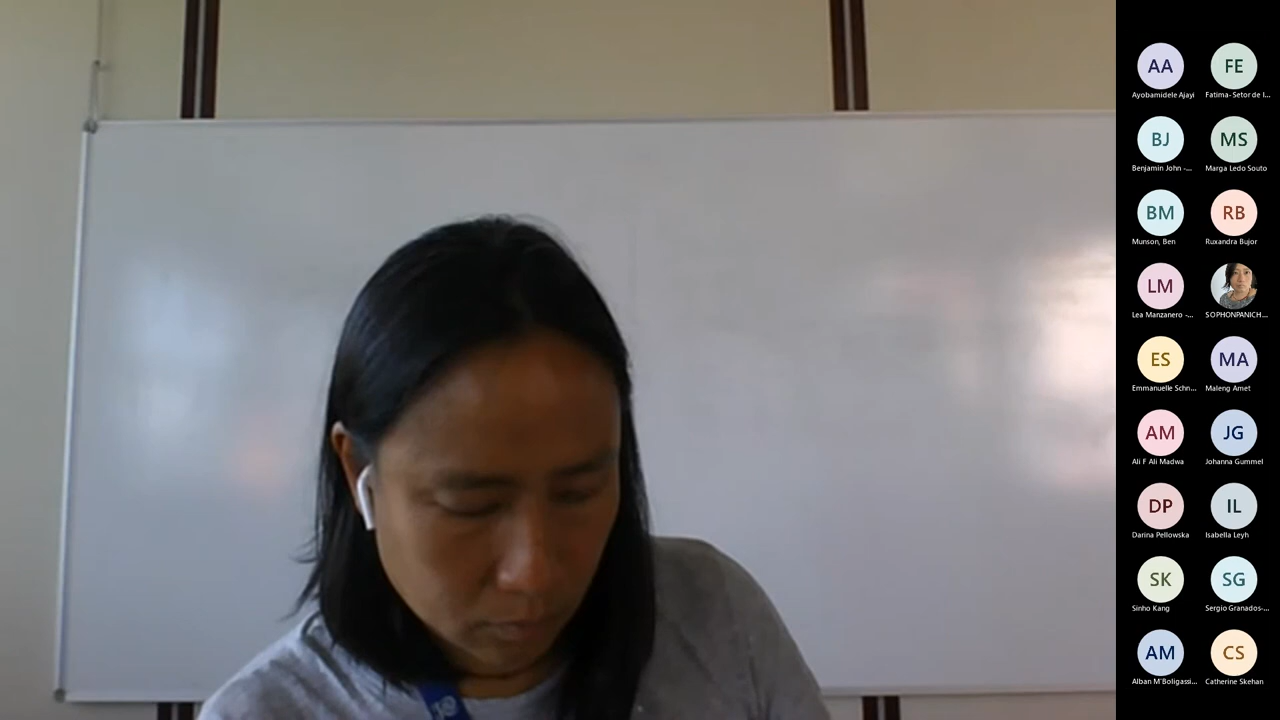 AA FE
Ayobamidele Ajayi Fatima- Setor de I...
BJ MS
Benjamin John -... Marga Ledo Souto
BM RB
Munson, Ben Ruxandra Bujor
LM
Lea Manzanero -... SOPHONPANICH...
ES MA
Emmanuelle Schn... Maleng Amet
AM JG
Ali F Ali Madwa Johanna Gummel
DP IL
Darina Pellowska Isabella Leyh
SK SG
Sinho Kang Sergio Granados-...
AM CS
Alban M'Boligassi... Catherine Skehan